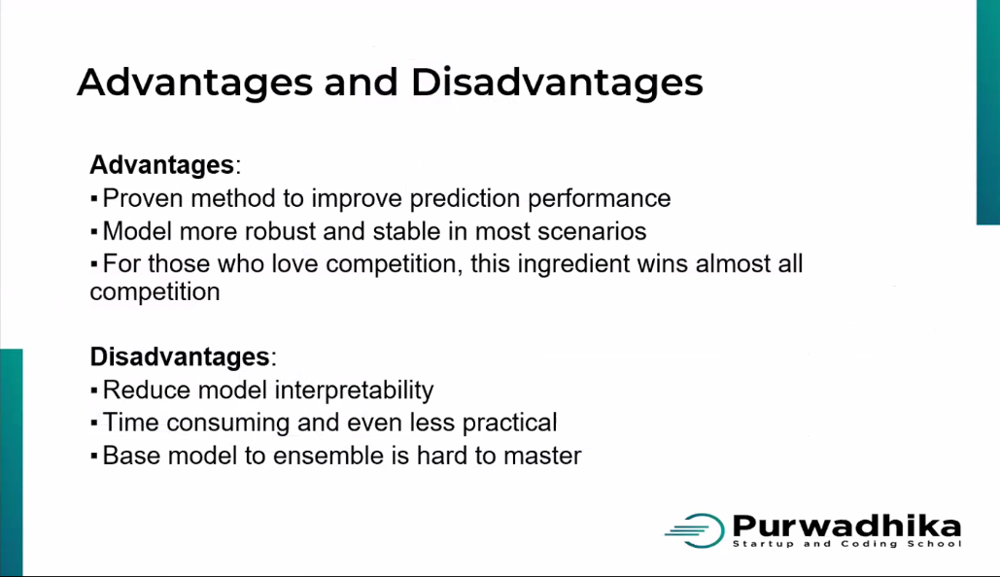 Advantages and Disadvantages
Advantages:
▪ Proven method to improve prediction performance
▪ Model more robust and stable in most scenarios
▪ For those who love competition, this ingredient wins almost all
competition
Disadvantages:
▪ Reduce model interpretability
▪ Time consuming and even less practical
▪ Base model to ensemble is hard to master
Purwadhika
Startup and Coding School